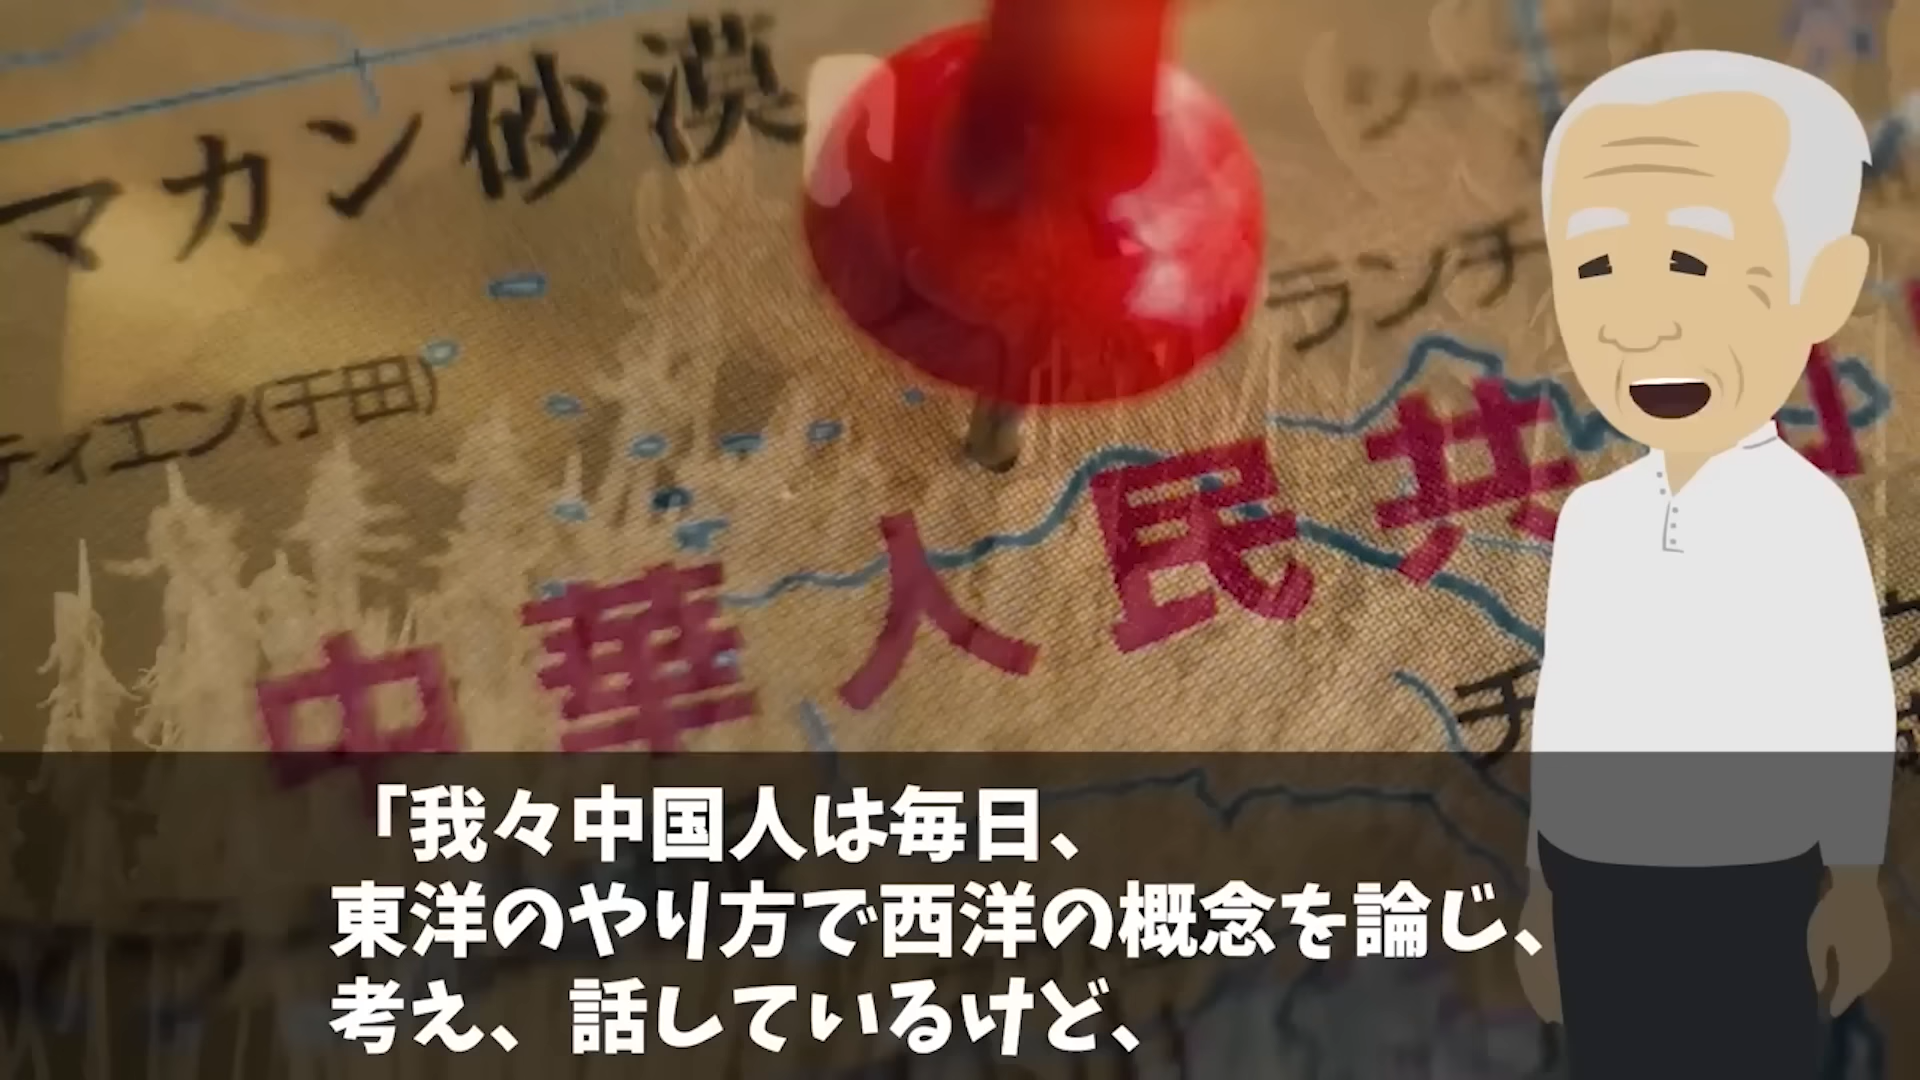 マカン砂漠
ランチ
ティエン(于田)
中華人民共
チ
「我々中国人は毎日、
東洋のやり方で西洋の概念を論じ、
考え、話しているけど、